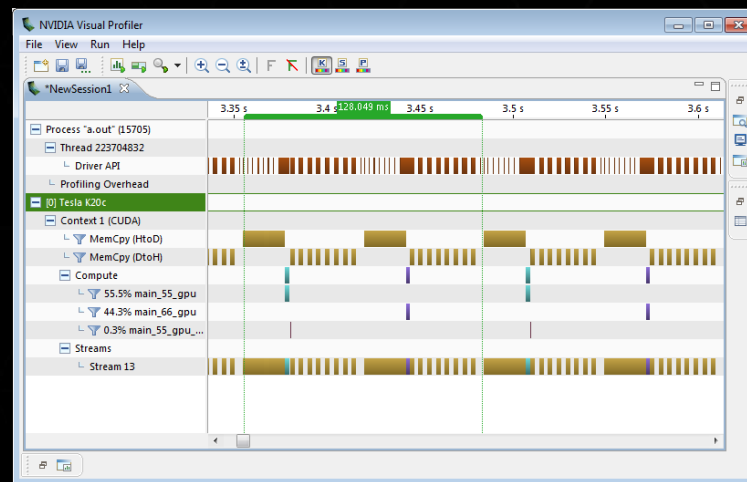 NVIDIA Visual Profiler
File View Run Help
*NewSession1
3.35 s 3.4 s 128.049 ms 3.45 s 3.5 s 3.55 s 3.6 s
Process "a.out" (15705)
Thread 223704832
Driver API
Profiling Overhead
[0] Tesla K20c
Context 1 (CUDA)
MemCpy (HtoD)
MemCpy (DtoH)
Compute
55.5% main_55_gpu
44.3% main_66_gpu
0.3% main_55_gpu_...
Streams
Stream 13